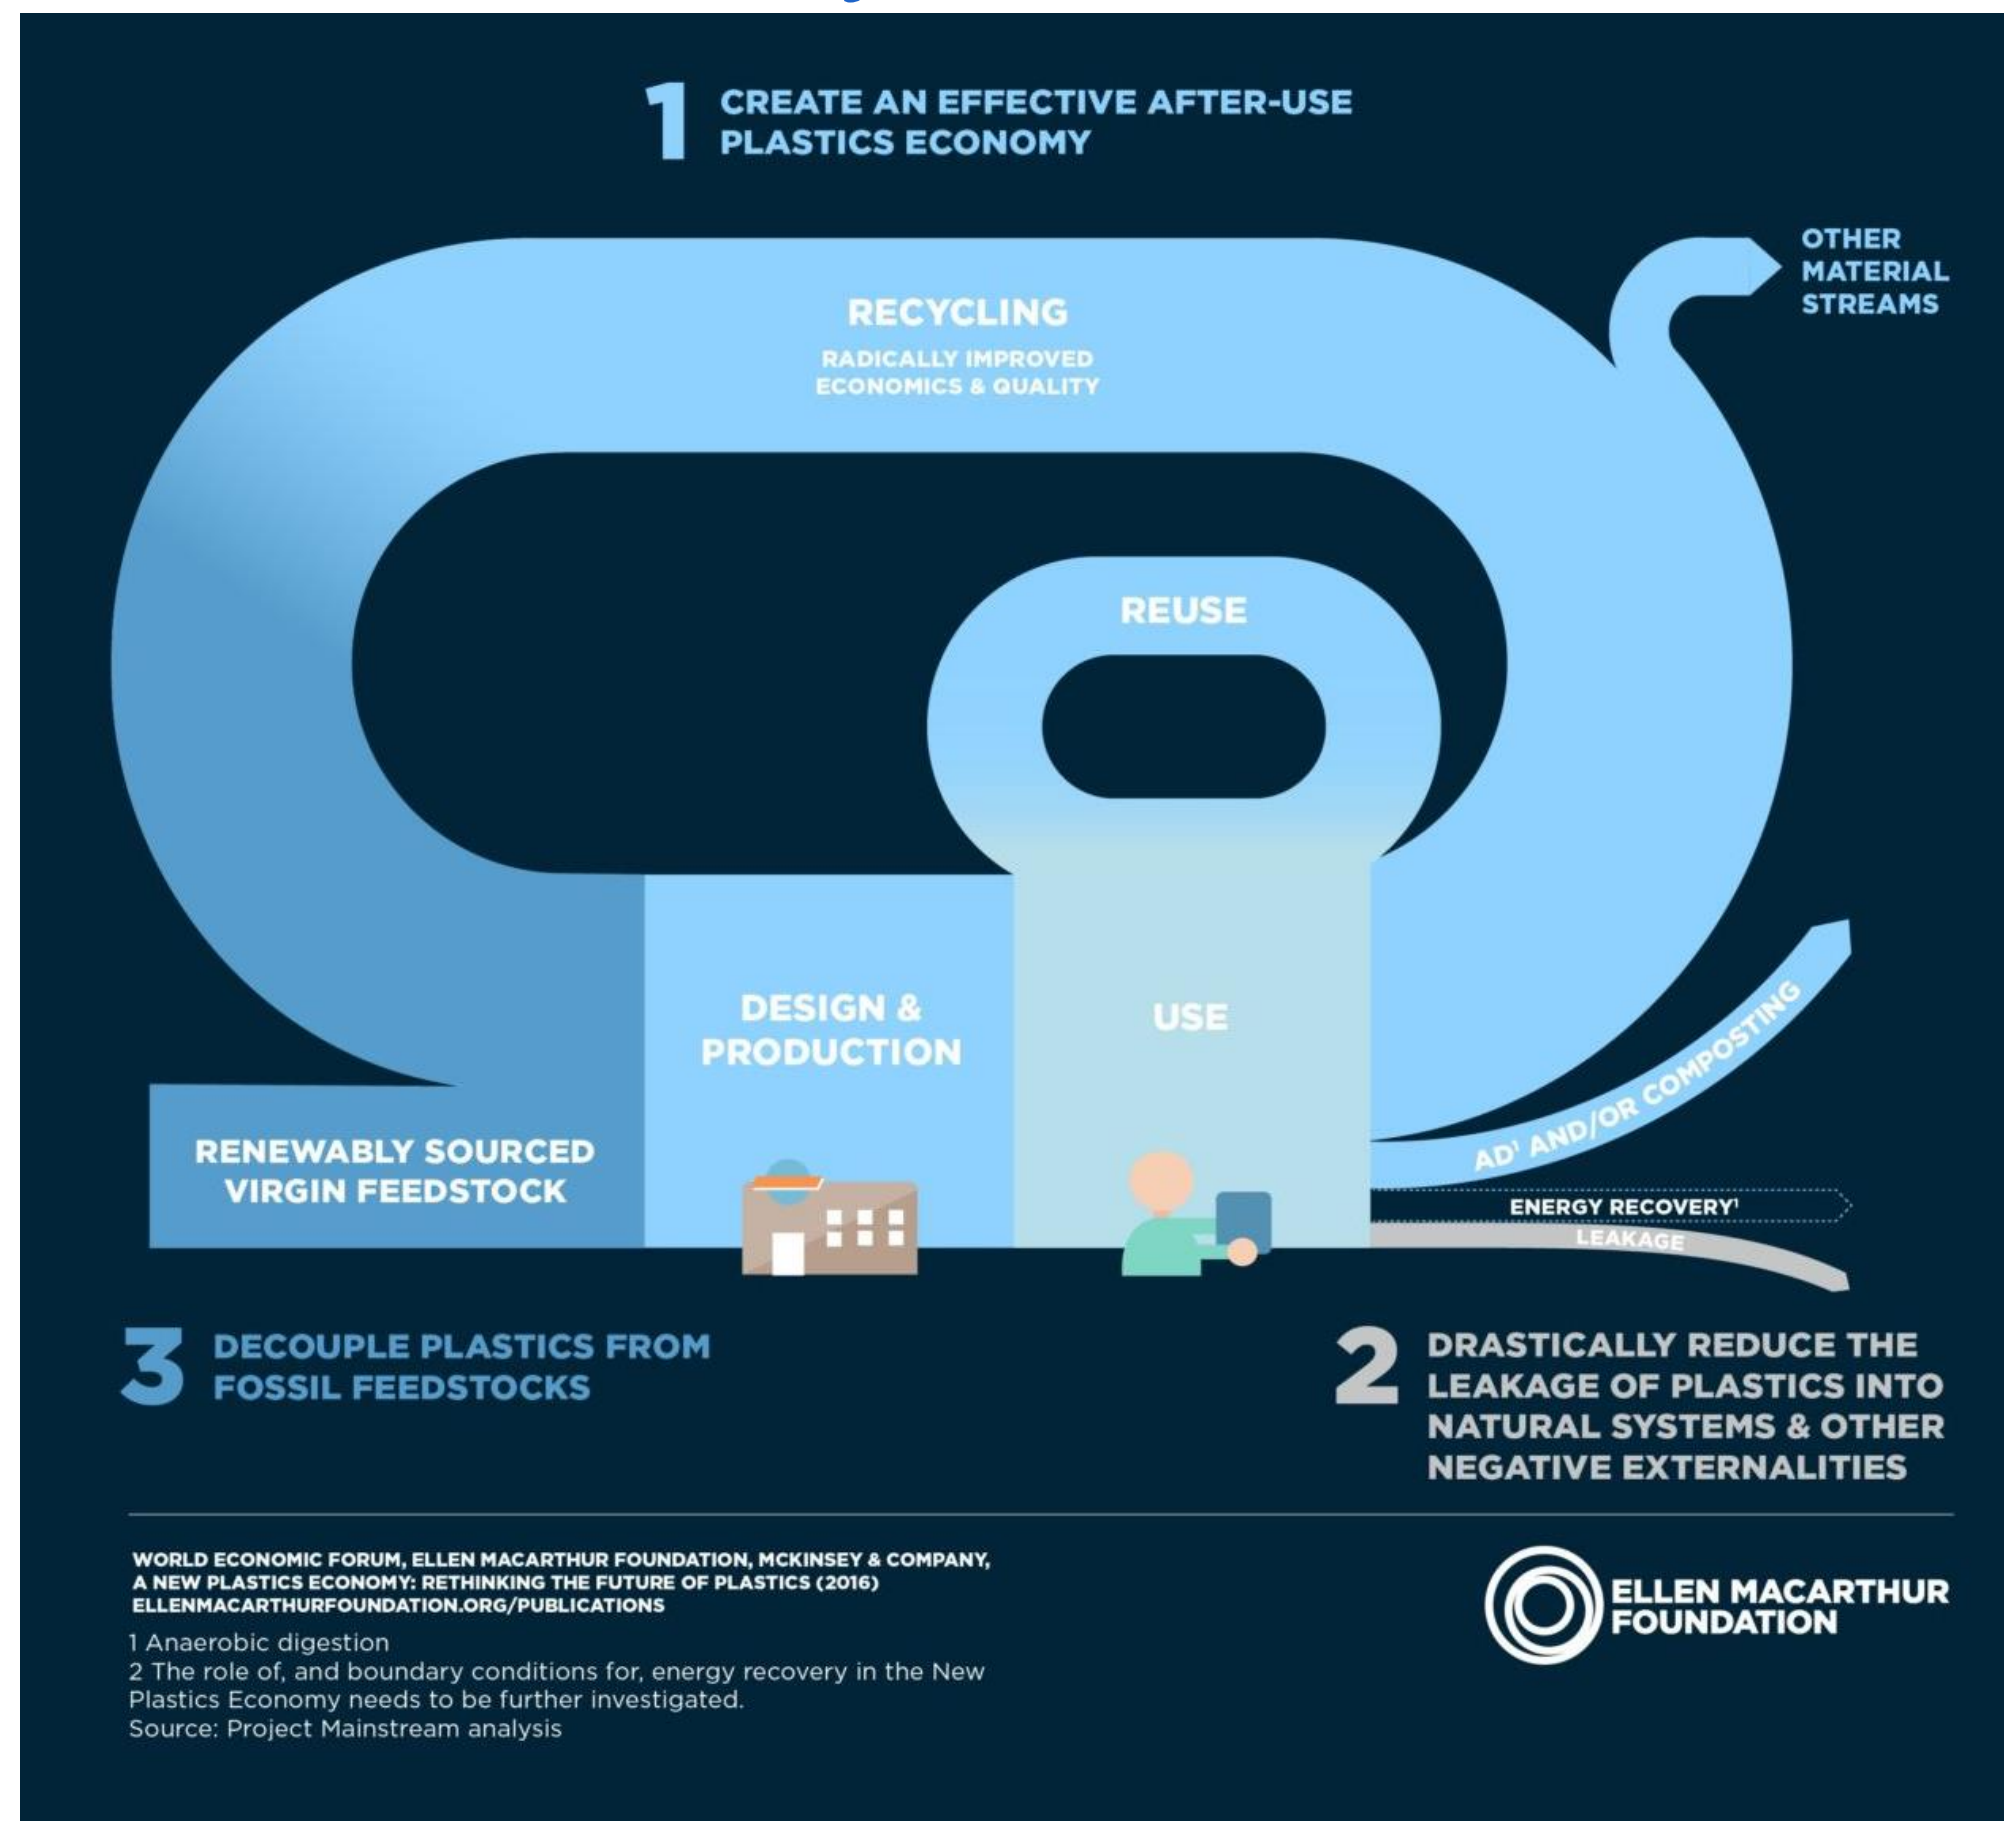 1 CREATE AN EFFECTIVE AFTER-USE
PLASTICS ECONOMY
OTHER
MATERIAL
STREAMS
RECYCLING
RADICALLY IMPROVED
ECONOMICS & QUALITY
REUSE
DESIGN &
PRODUCTION
USE
AD¹ AND/OR COMPOSTING
RENEWABLY SOURCED
VIRGIN FEEDSTOCK
ENERGY RECOVERY¹
LEAKAGE
3 DECOUPLE PLASTICS FROM
FOSSIL FEEDSTOCKS
2 DRASTICALLY REDUCE THE
LEAKAGE OF PLASTICS INTO
NATURAL SYSTEMS & OTHER
NEGATIVE EXTERNALITIES
WORLD ECONOMIC FORUM, ELLEN MACARTHUR FOUNDATION, MCKINSEY & COMPANY,
A NEW PLASTICS ECONOMY: RETHINKING THE FUTURE OF PLASTICS (2016)
ELLENMACARTHURFOUNDATION.ORG/PUBLICATIONS
1 Anaerobic digestion
2 The role of, and boundary conditions for, energy recovery in the New
Plastics Economy needs to be further investigated.
Source: Project Mainstream analysis
ELLEN MACARTHUR
FOUNDATION